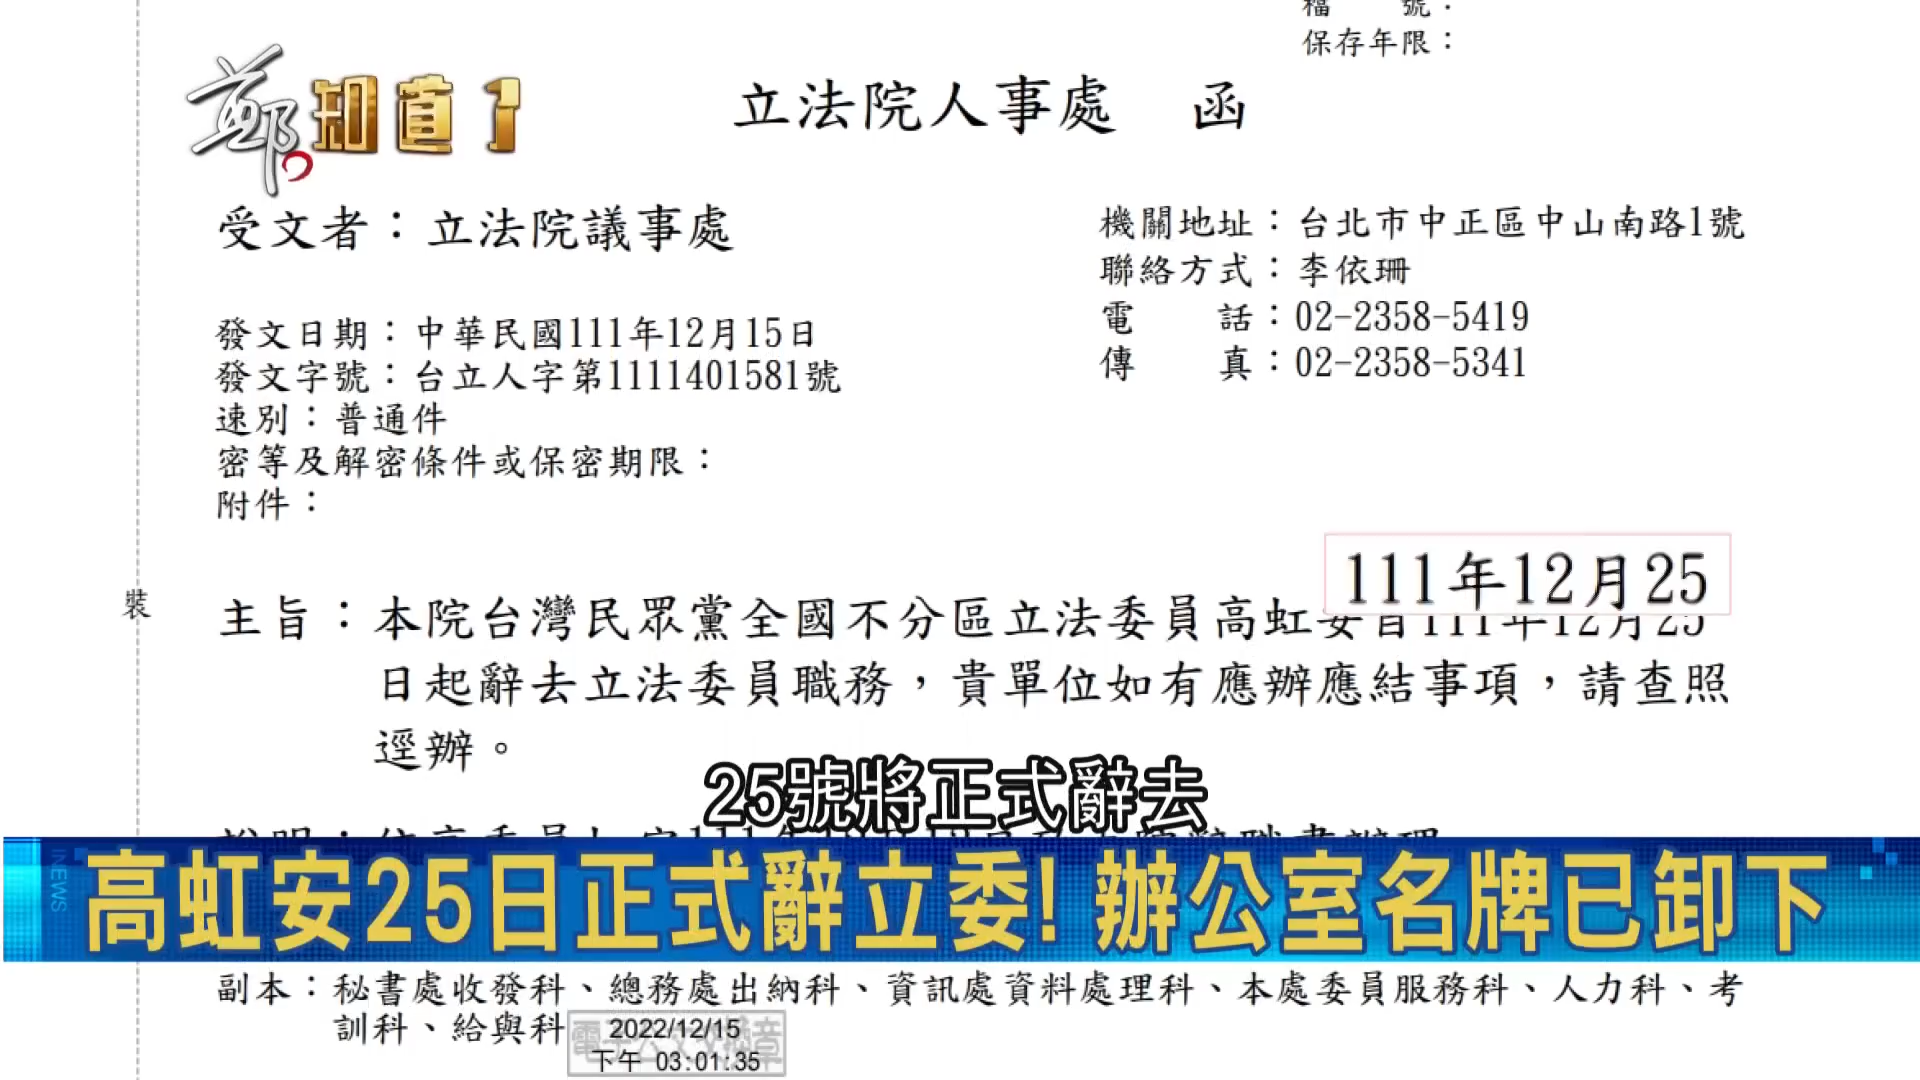 檔　　號：
保存年限：
鄭知道了
立法院人事處　函
受文者：立法院議事處
機關地址：台北市中正區中山南路1號
聯絡方式：李依珊
電　　話：02-2358-5419
傳　　真：02-2358-5341
發文日期：中華民國111年12月15日
發文字號：台立人字第1111401581號
速別：普通件
密等及解密條件或保密期限：
附件：
111年12月25
裝
主旨：本院台灣民眾黨全國不分區立法委員高虹安自111年12月25
日起辭去立法委員職務，貴單位如有應辦應結事項，請查照
逕辦。
25號將正式辭去
INEWS
高虹安25日正式辭立委! 辦公室名牌已卸下
副本：秘書處收發科、總務處出納科、資訊處資料處理科、本處委員服務科、人力科、考
訓科、給與科
2022/12/15
下午 03:01:35